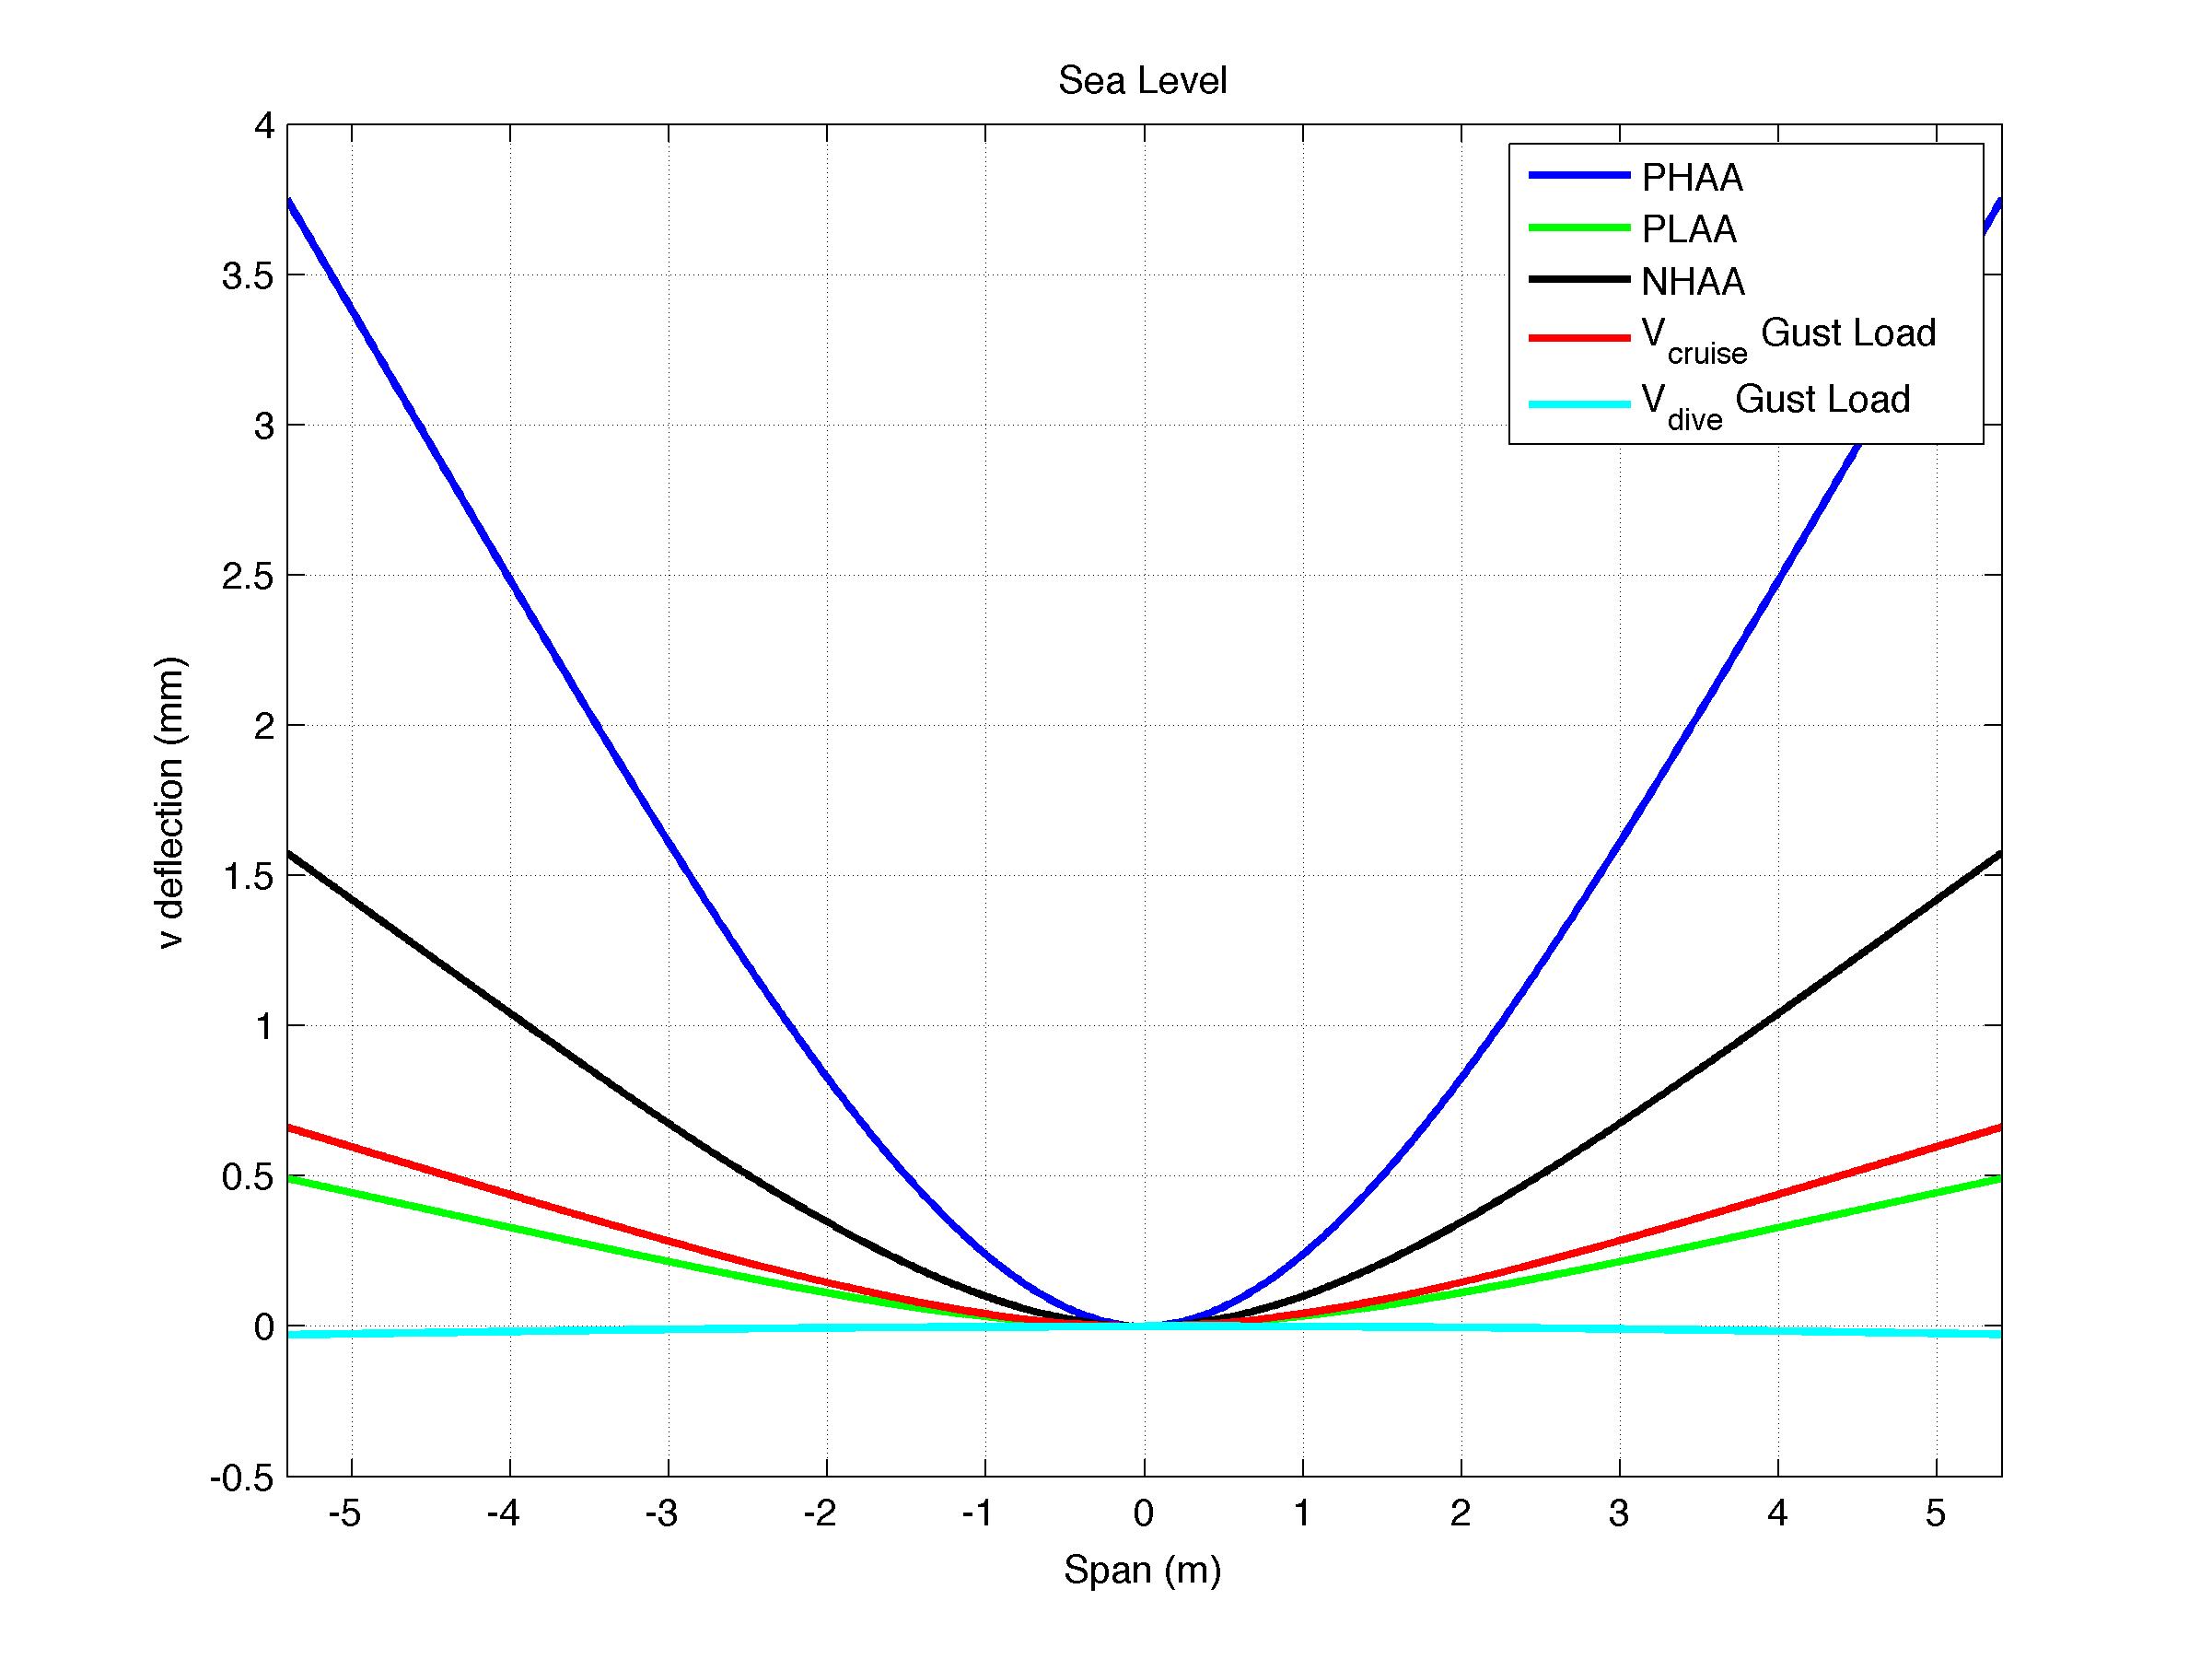 Sea Level
4
3.5
3
2.5
2
1.5
1
0.5
0
-0.5
v deflection (mm)
PHAA
PLAA
NHAA
Vcruise Gust Load
Vdive Gust Load
-5 -4 -3 -2 -1 0 1 2 3 4 5
Span (m)